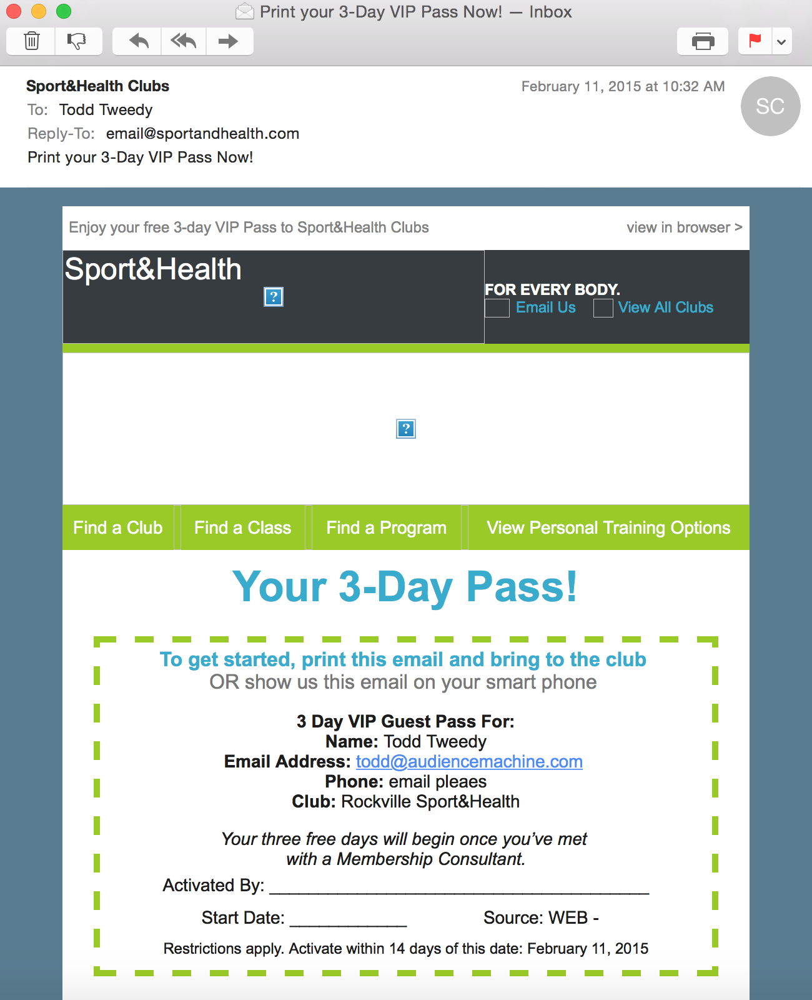 Print your 3-Day VIP Pass Now! — Inbox
Sport&Health Clubs
February 11, 2015 at 10:32 AM
SC
To: Todd Tweedy
Reply-To: email@sportandhealth.com
Print your 3-Day VIP Pass Now!
Enjoy your free 3-day VIP Pass to Sport&Health Clubs
view in browser >
Sport&Health
?
FOR EVERY BODY.
Email Us
View All Clubs
?
Find a Club
Find a Class
Find a Program
View Personal Training Options
Your 3-Day Pass!
To get started, print this email and bring to the club
OR show us this email on your smart phone
3 Day VIP Guest Pass For:
Name: Todd Tweedy
Email Address: todd@audiencemachine.com
Phone: email pleaes
Club: Rockville Sport&Health
Your three free days will begin once you’ve met
with a Membership Consultant.
Activated By: _______________________________________
Start Date: ____________ Source: WEB -
Restrictions apply. Activate within 14 days of this date: February 11, 2015